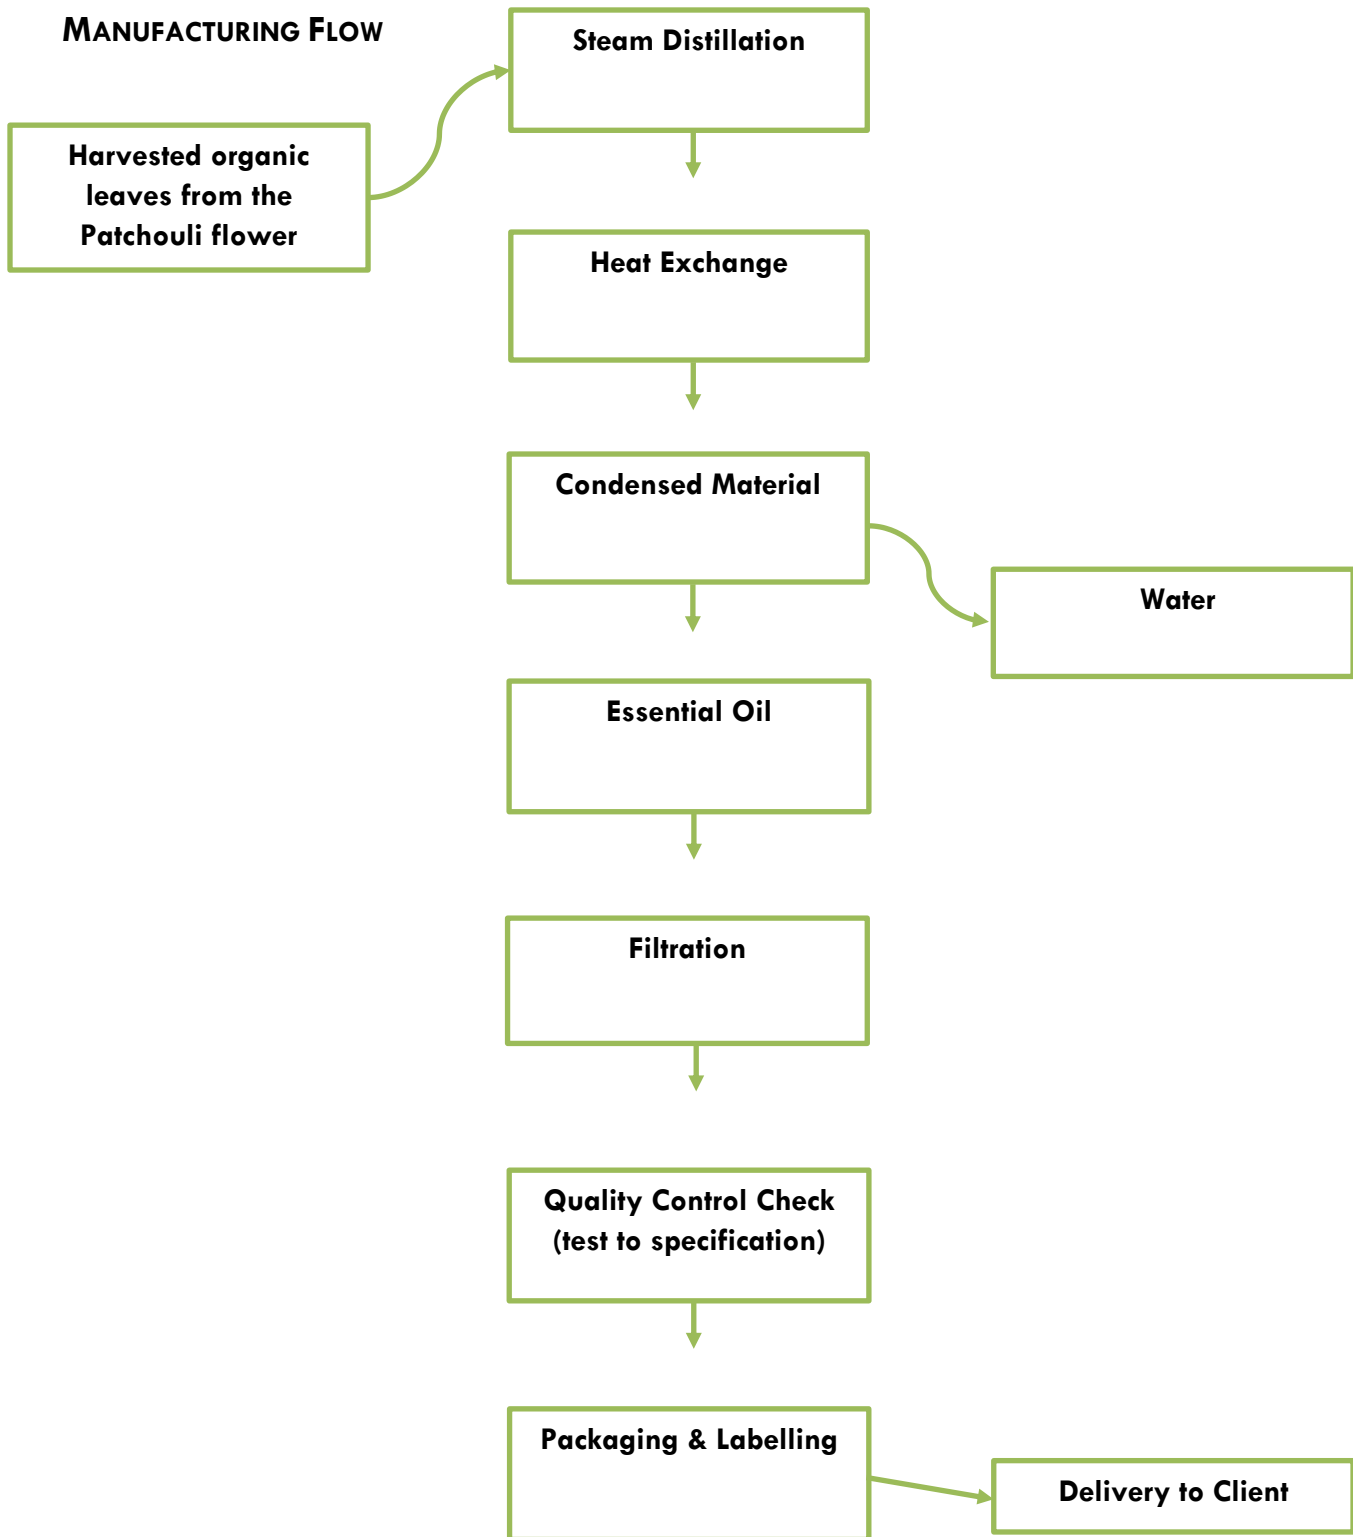 MANUFACTURING FLOW
Steam Distillation
Harvested organic
leaves from the
Patchouli flower
Heat Exchange
Condensed Material
Water
Essential Oil
Filtration
Quality Control Check
(test to specification)
Packaging & Labelling
Delivery to Client